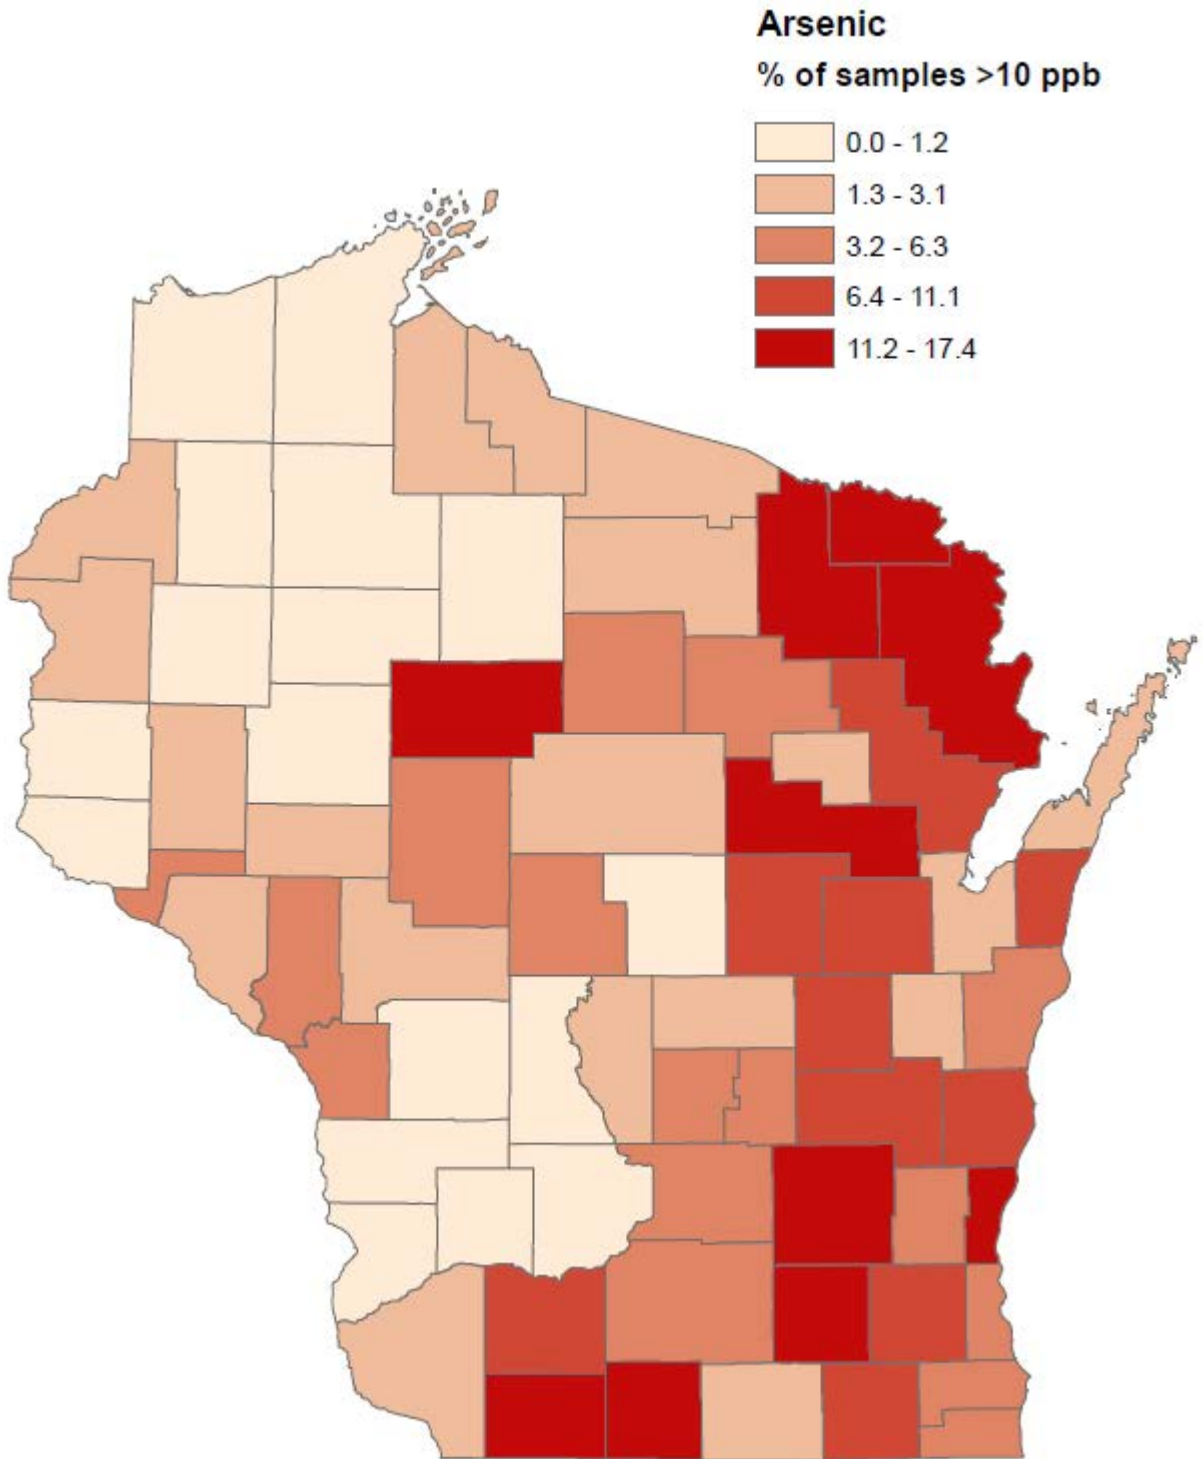 Arsenic
% of samples >10 ppb
0.0 - 1.2
1.3 - 3.1
3.2 - 6.3
6.4 - 11.1
11.2 - 17.4